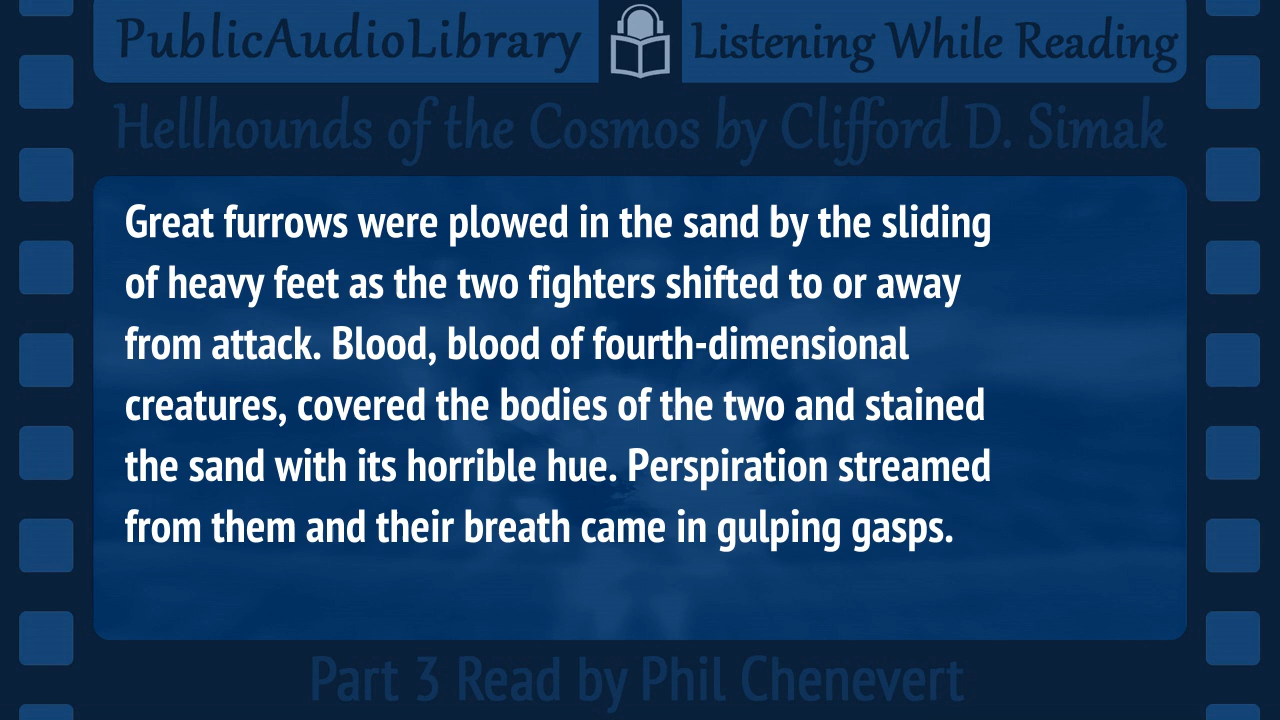 PublicAudioLibrary Listening While Reading
Hellhounds of the Cosmos by Clifford D. Simak
Great furrows were plowed in the sand by the sliding
of heavy feet as the two fighters shifted to or away
from attack. Blood, blood of fourth-dimensional
creatures, covered the bodies of the two and stained
the sand with its horrible hue. Perspiration streamed
from them and their breath came in gulping gasps.
Part 3 Read by Phil Chenevert